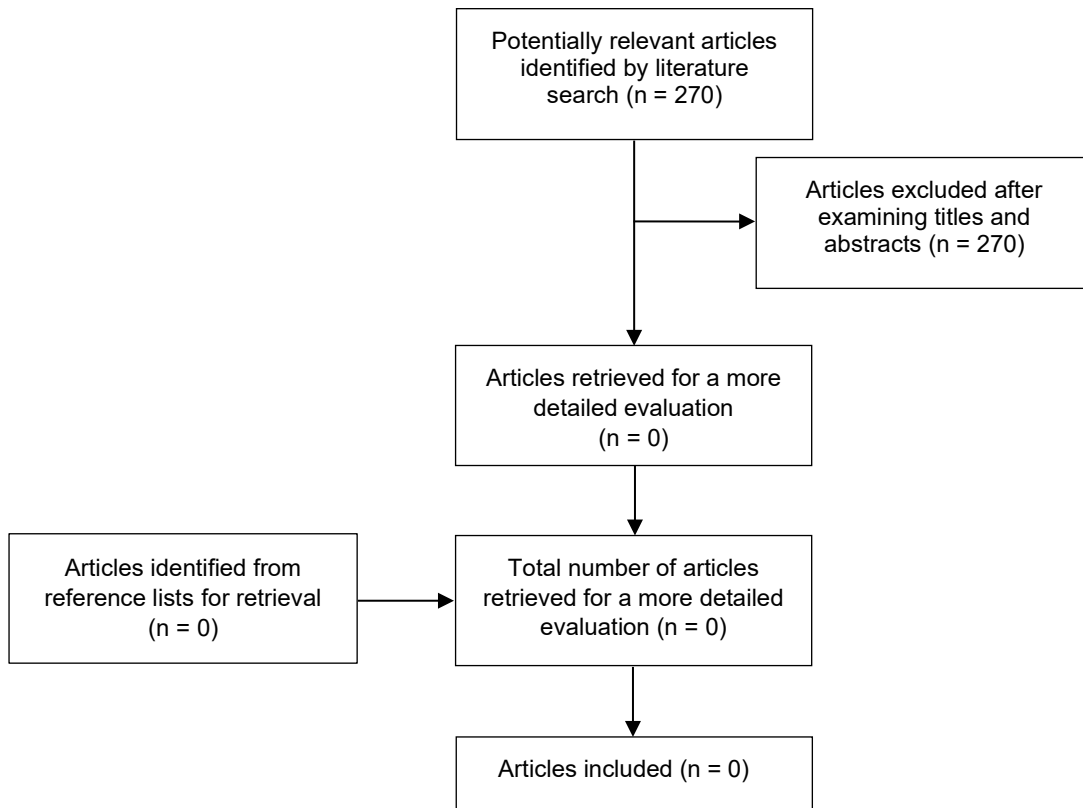 Potentially relevant articles
identified by literature
search (n = 270)
Articles excluded after
examining titles and
abstracts (n = 270)
Articles retrieved for a more
detailed evaluation
(n = 0)
Articles identified from
reference lists for retrieval
(n = 0)
Total number of articles
retrieved for a more detailed
evaluation (n = 0)
Articles included (n = 0)